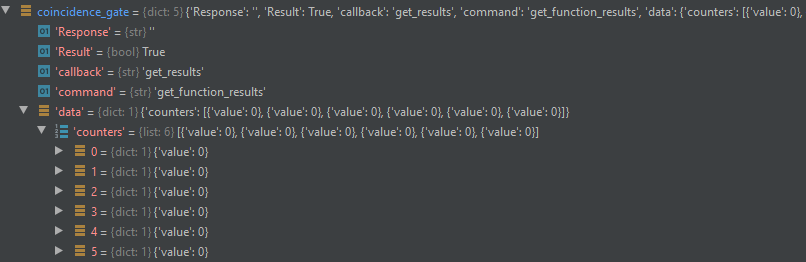 coincidence_gate = {dict: 5} {'Response': '', 'Result': True, 'callback': 'get_results', 'command': 'get_function_results', 'data': {'counters': [{'value': 0},
01 'Response' = {str} ''
01 'Result' = {bool} True
01 'callback' = {str} 'get_results'
01 'command' = {str} 'get_function_results'
'data' = {dict: 1} {'counters': [{'value': 0}, {'value': 0}, {'value': 0}, {'value': 0}, {'value': 0}, {'value': 0}]}
'counters' = {list: 6} [{'value': 0}, {'value': 0}, {'value': 0}, {'value': 0}, {'value': 0}, {'value': 0}]
0 = {dict: 1} {'value': 0}
1 = {dict: 1} {'value': 0}
2 = {dict: 1} {'value': 0}
3 = {dict: 1} {'value': 0}
4 = {dict: 1} {'value': 0}
5 = {dict: 1} {'value': 0}